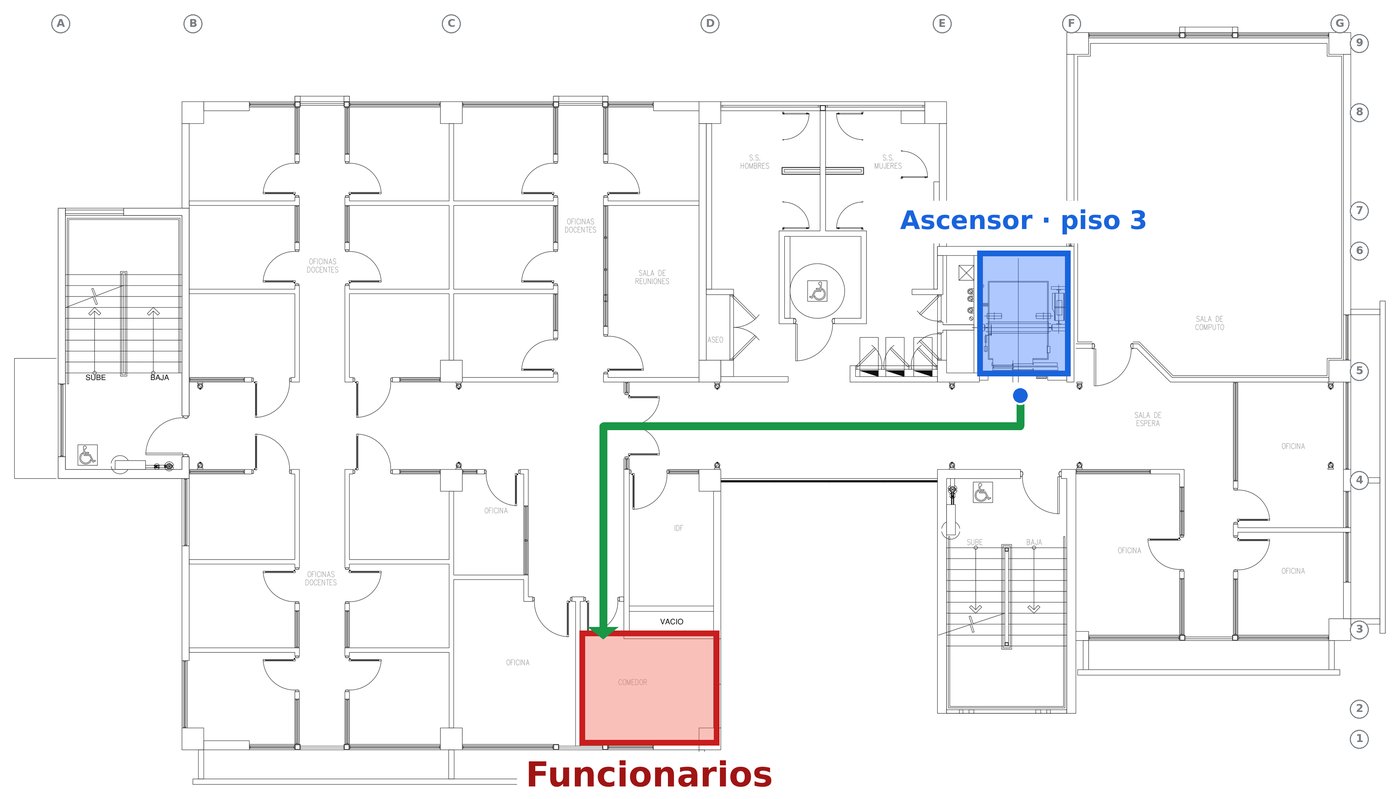 A
B
C
D
E
F
G
9
8
S.S.
HOMBRES
S.S.
MUJERES
7
Ascensor · piso 3
OFICINAS
DOCENTES
6
OFICINAS
DOCENTES
SALA DE
REUNIONES
SALA DE
COMPUTO
ASEO
SUBE
BAJA
5
SALA DE
ESPERA
OFICINA
4
OFICINA
IDF
SUBE
BAJA
OFICINA
OFICINAS
DOCENTES
OFICINA
VACIO
3
OFICINA
COMEDOR
2
1
Funcionarios